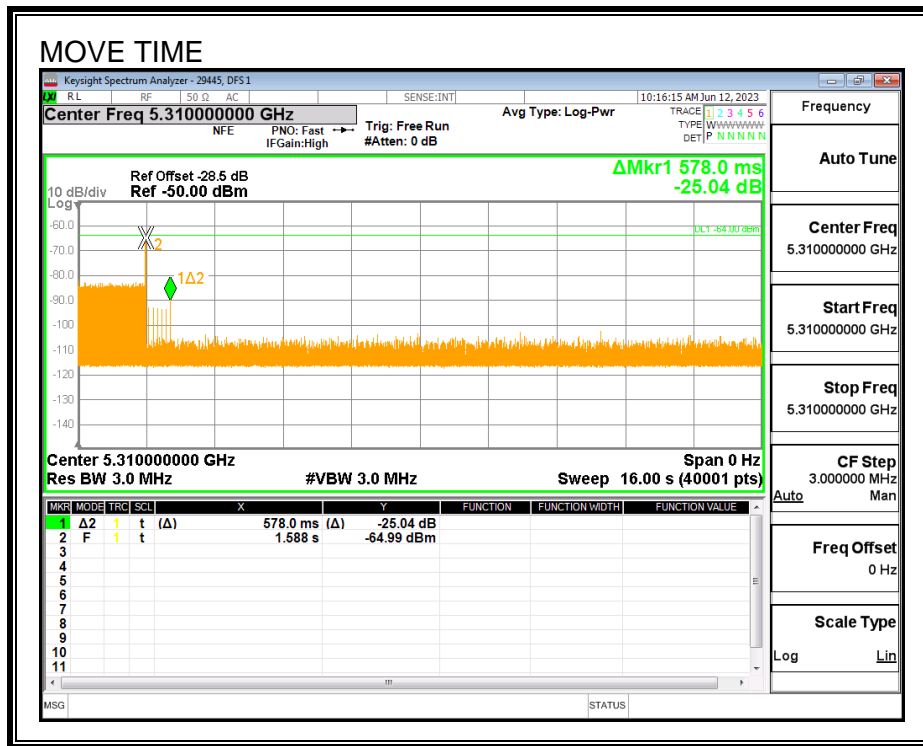 MOVE TIME
Keysight Spectrum Analyzer - 29445, DFS 1
LXI RL RF 50 Ω AC SENSE:INT 10:16:15 AM Jun 12, 2023
Center Freq 5.310000000 GHz
NFE PNO: Fast Trig: Free Run
IFGain:High #Atten: 0 dB
Avg Type: Log-Pwr
TRACE 1 2 3 4 5 6
TYPE WWWWWW
DET P N N N N N
ΔMkr1 578.0 ms
-25.04 dB
Ref Offset -28.5 dB
10 dB/div Ref -50.00 dBm
Log
DL1 -64.00 dBm
-60.0
-70.0
-80.0
-90.0
-100
-110
-120
-130
-140
2
1Δ2
Center 5.310000000 GHz Span 0 Hz
Res BW 3.0 MHz #VBW 3.0 MHz Sweep 16.00 s (40001 pts)
MKR MODE TRC SCL X Y FUNCTION FUNCTION WIDTH FUNCTION VALUE
1 Δ2 1 t (Δ) 578.0 ms (Δ) -25.04 dB
2 F 1 t 1.588 s -64.99 dBm
3
4
5
6
7
8
9
10
11
MSG STATUS
Frequency
Auto Tune
Center Freq
5.310000000 GHz
Start Freq
5.310000000 GHz
Stop Freq
5.310000000 GHz
CF Step
3.000000 MHz
Auto Man
Freq Offset
0 Hz
Scale Type
Log Lin